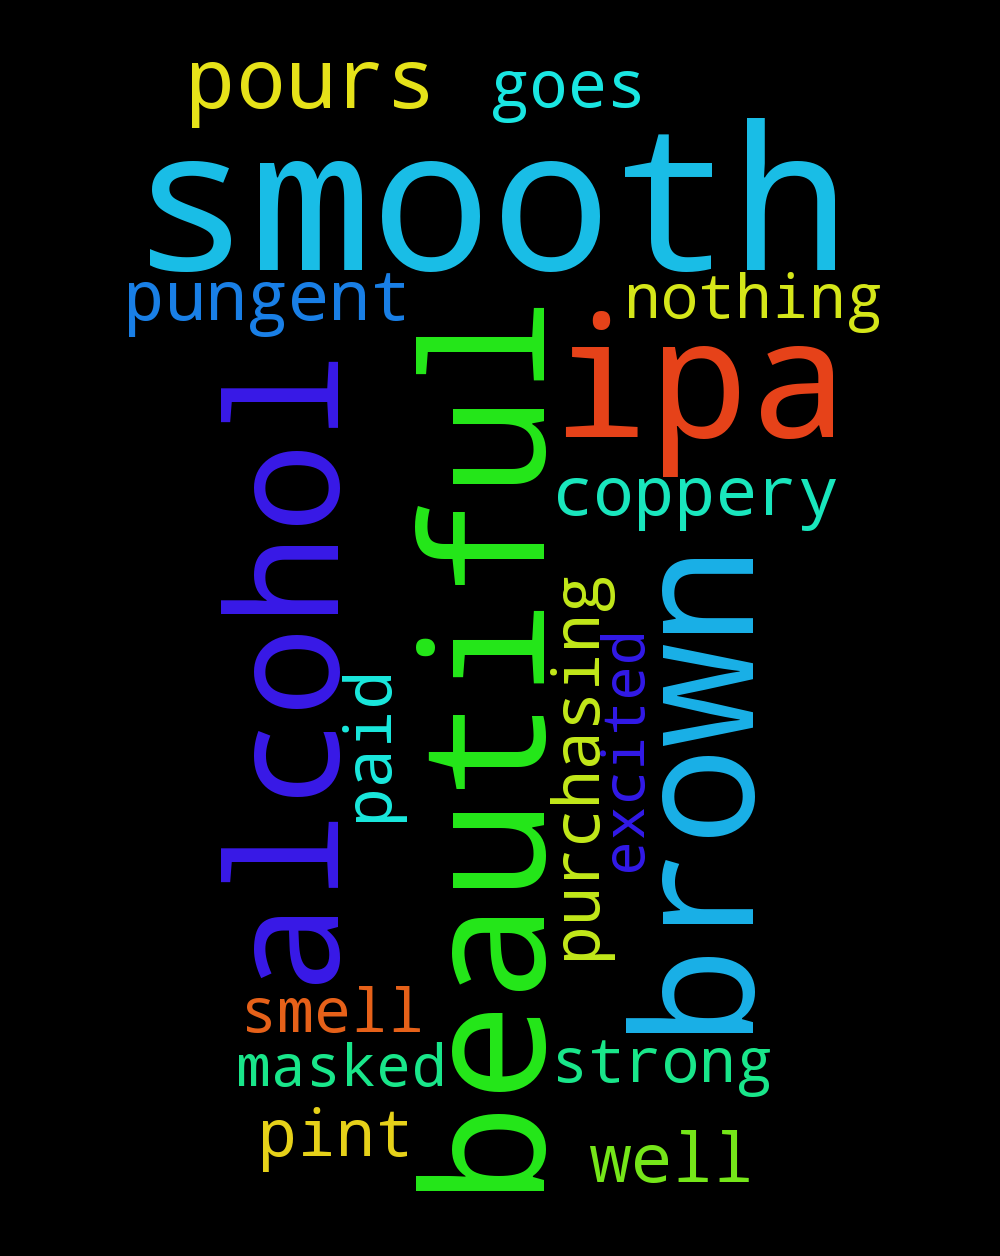 pours
goes
smooth
pungent
nothing
ipa
alcohol
beautiful
coppery
brown
purchasing
excited
paid
smell
masked
strong
pint
well